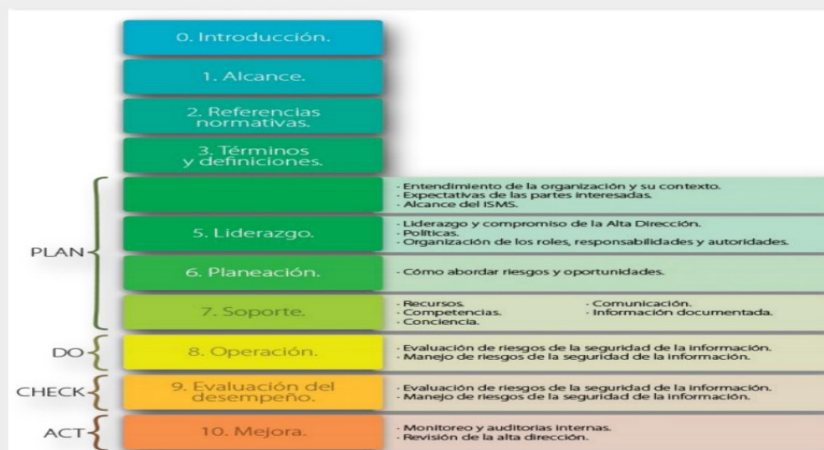 0. Introducción.
1. Alcance.
2. Referencias
normativas.
3. Términos
y definiciones.
PLAN
· Entendimiento de la organización y su contexto.
· Expectativas de las partes interesadas.
· Alcance del ISMS.
5. Liderazgo.
· Liderazgo y compromiso de la Alta Dirección.
· Políticas.
· Organización de los roles, responsabilidades y autoridades.
6. Planeación.
· Cómo abordar riesgos y oportunidades.
7. Soporte.
· Recursos.
· Competencias.
· Conciencia.
· Comunicación.
· Información documentada.
DO
8. Operación.
· Evaluación de riesgos de la seguridad de la información.
· Manejo de riesgos de la seguridad de la información.
CHECK
9. Evaluación del
desempeño.
· Evaluación de riesgos de la seguridad de la información.
· Manejo de riesgos de la seguridad de la información.
ACT
10. Mejora.
· Monitoreo y auditorias internas.
· Revisión de la alta dirección.